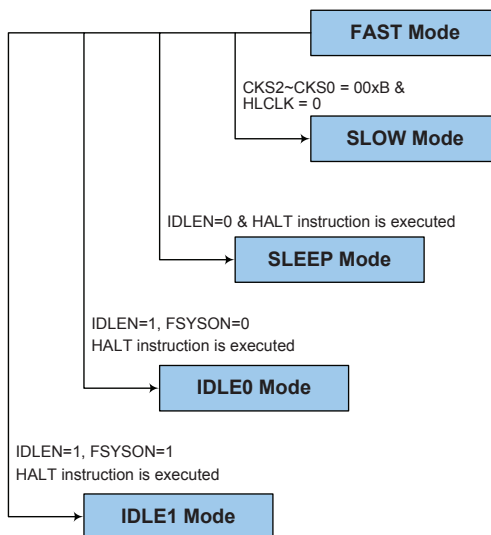 FAST Mode
CKS2~CKS0 = 00xB &
HLCLK = 0
SLOW Mode
IDLEN=0 & HALT instruction is executed
SLEEP Mode
IDLEN=1, FSYSON=0
HALT instruction is executed
IDLE0 Mode
IDLEN=1, FSYSON=1
HALT instruction is executed
IDLE1 Mode